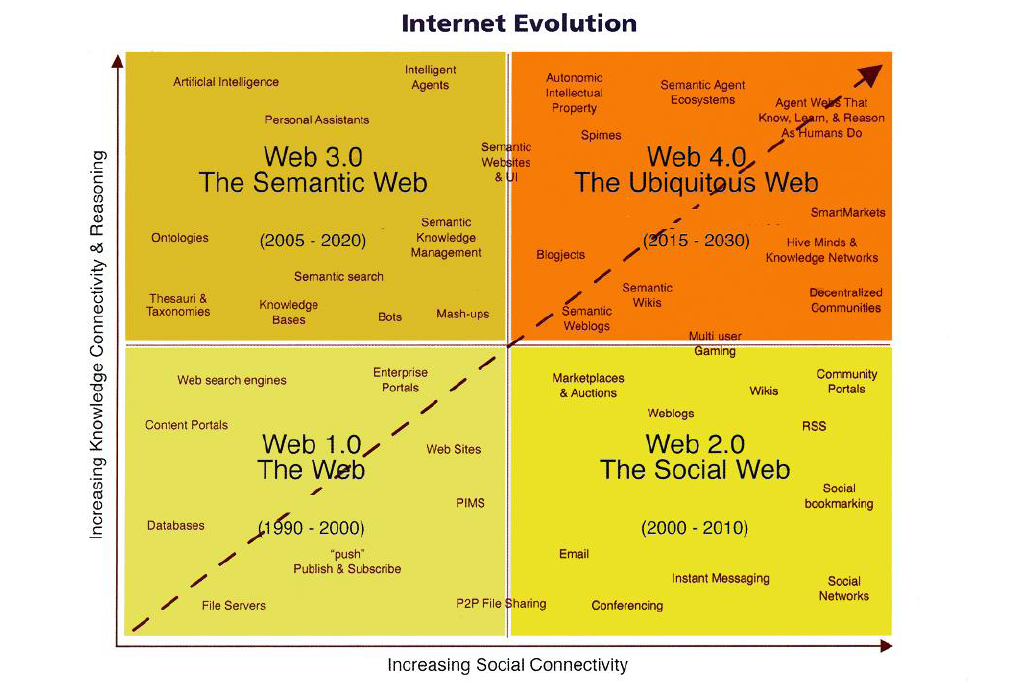 Internet Evolution
Increasing Knowledge Connectivity & Reasoning
Artificial Intelligence
Intelligent
Agents
Personal Assistants
Semantic
Websites
& UI
Web 3.0
The Semantic Web
(2005 - 2020)
Ontologies
Semantic
Knowledge
Management
Semantic search
Thesauri &
Taxonomies
Knowledge
Bases
Bots
Mash-ups
Autonomic
Intellectual
Property
Semantic Agent
Ecosystems
Agent Webs That
Know, Learn, & Reason
As Humans Do
Spimes
Web 4.0
The Ubiquitous Web
(2015 - 2030)
SmartMarkets
Blogjects
Hive Minds &
Knowledge Networks
Semantic
Wikis
Decentralized
Communities
Semantic
Weblogs
Multi user
Gaming
Web search engines
Enterprise
Portals
Content Portals
Web 1.0
The Web
(1990 - 2000)
Web Sites
PIMS
Databases
"push"
Publish & Subscribe
File Servers
P2P File Sharing
Marketplaces
& Auctions
Wikis
Community
Portals
Weblogs
RSS
Web 2.0
The Social Web
(2000 - 2010)
Social
bookmarking
Email
Instant Messaging
Social
Networks
Conferencing
Increasing Social Connectivity